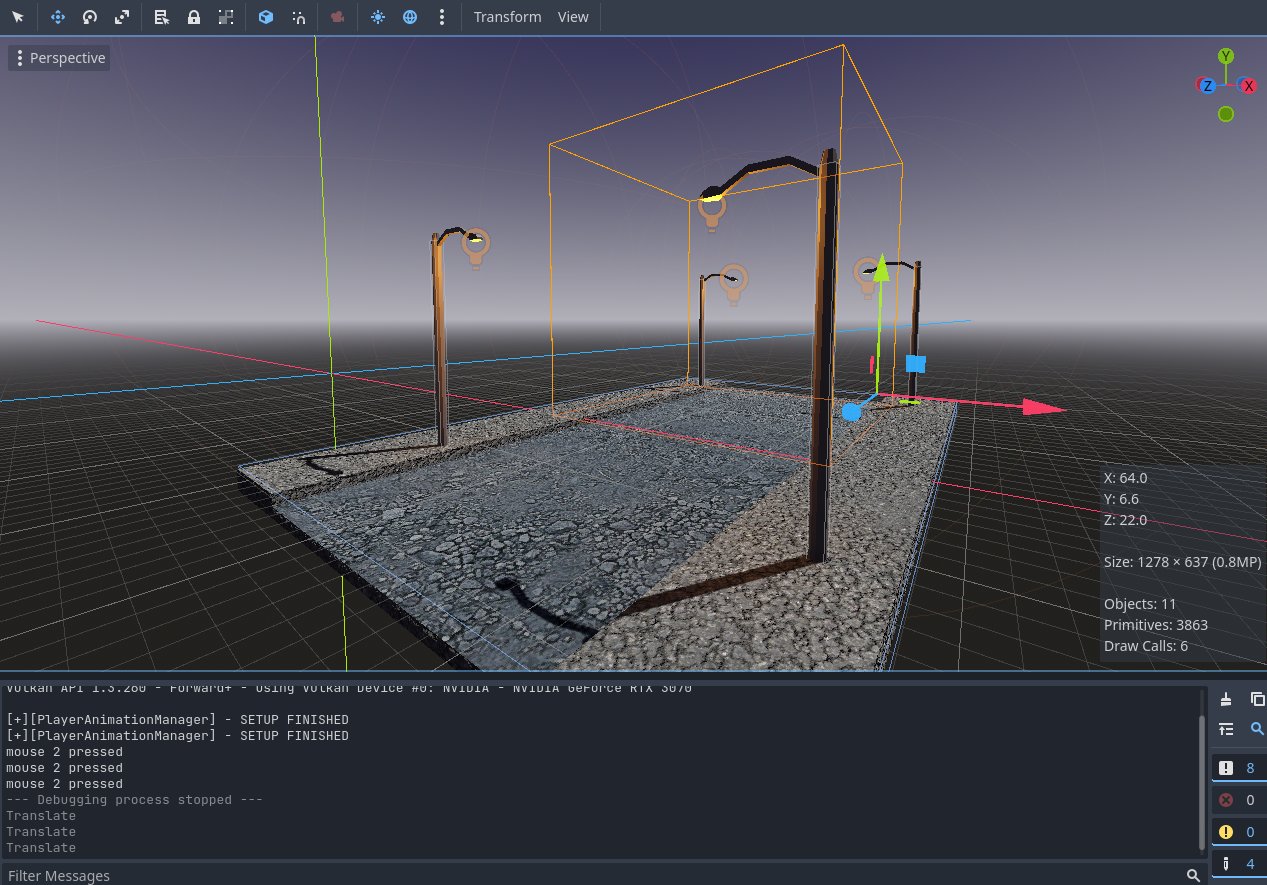 Transform View
Perspective
Y
Z X
X: 64.0
Y: 6.6
Z: 22.0
Size: 1278 × 637 (0.8MP)
Objects: 11
Primitives: 3863
Draw Calls: 6
Vulkan API 1.3.280 - Forward+ - Using Vulkan Device #0: NVIDIA - NVIDIA GeForce RTX 3070
[+][PlayerAnimationManager] - SETUP FINISHED
[+][PlayerAnimationManager] - SETUP FINISHED
mouse 2 pressed
mouse 2 pressed
mouse 2 pressed
--- Debugging process stopped ---
Translate
Translate
Translate
Filter Messages
8
0
0
4